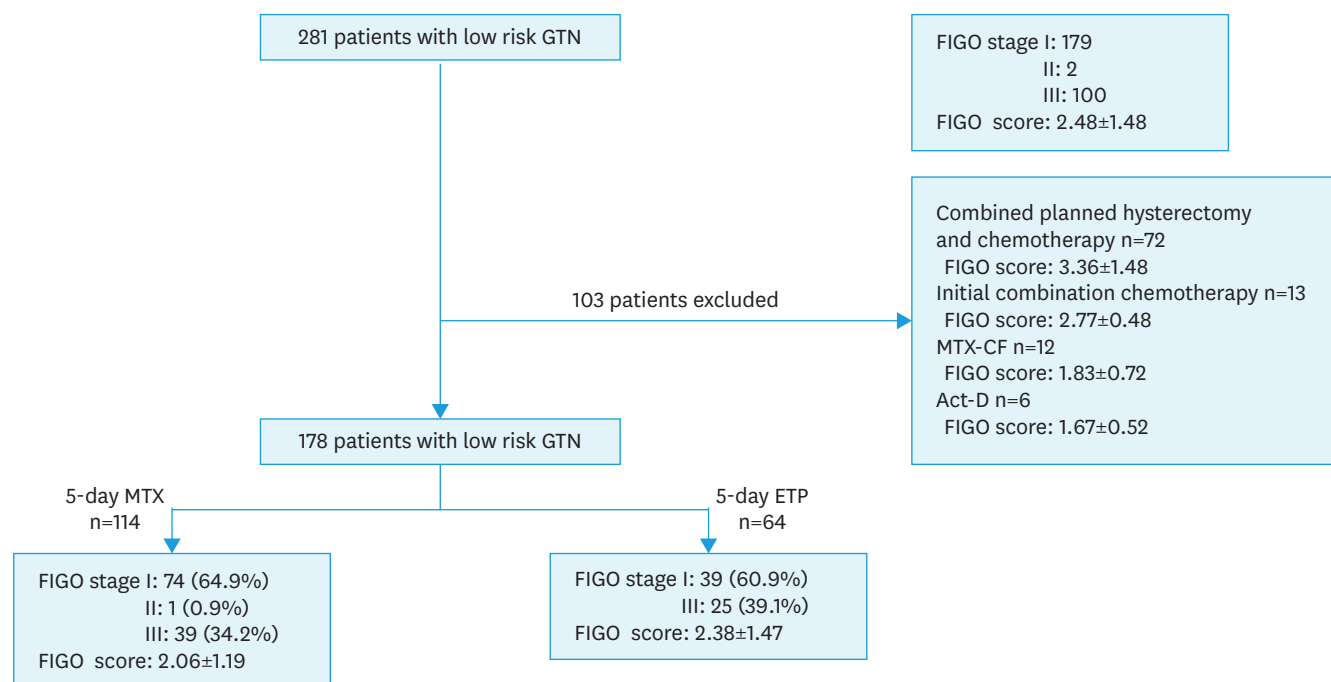 281 patients with low risk GTN
FIGO stage I: 179
II: 2
III: 100
FIGO score: 2.48±1.48
103 patients excluded
Combined planned hysterectomy
and chemotherapy n=72
FIGO score: 3.36±1.48
Initial combination chemotherapy n=13
FIGO score: 2.77±0.48
MTX-CF n=12
FIGO score: 1.83±0.72
Act-D n=6
FIGO score: 1.67±0.52
178 patients with low risk GTN
5-day MTX
n=114
5-day ETP
n=64
FIGO stage I: 74 (64.9%)
II: 1 (0.9%)
III: 39 (34.2%)
FIGO score: 2.06±1.19
FIGO stage I: 39 (60.9%)
III: 25 (39.1%)
FIGO score: 2.38±1.47